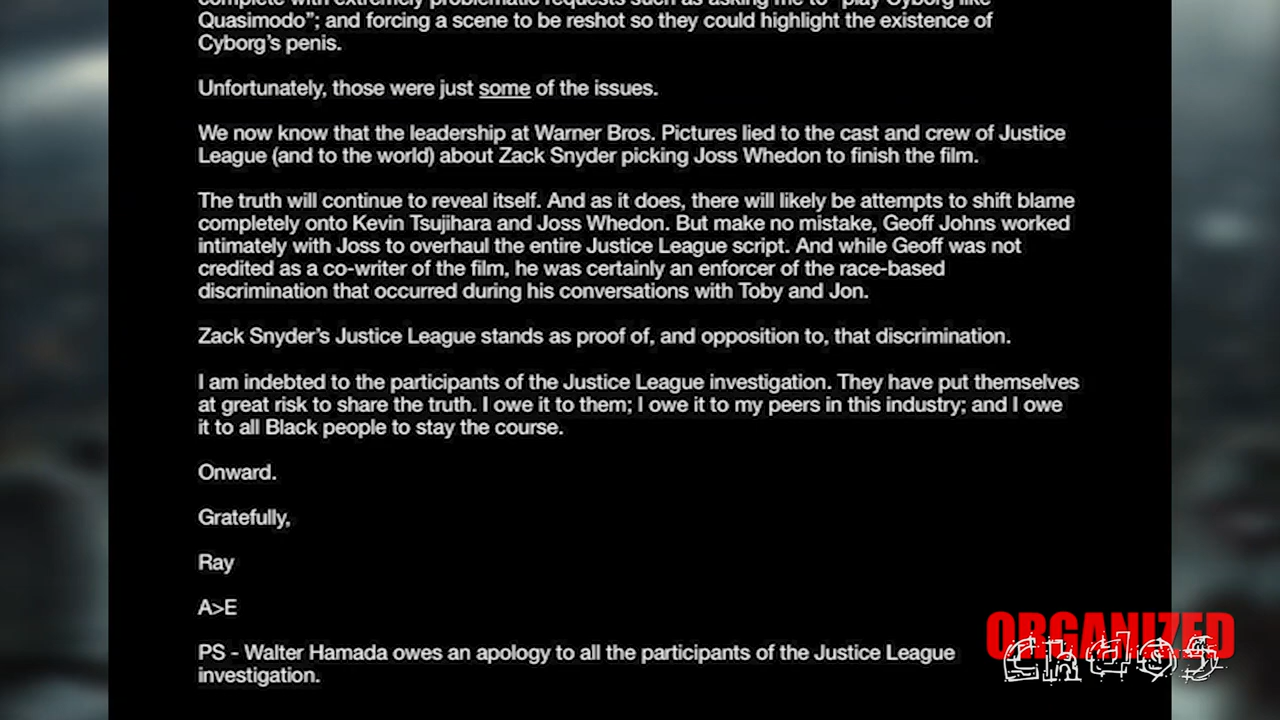 complete with extremely problematic requests such as asking me to "play Cyborg like
Quasimodo"; and forcing a scene to be reshot so they could highlight the existence of
Cyborg's penis.
Unfortunately, those were just some of the issues.
We now know that the leadership at Warner Bros. Pictures lied to the cast and crew of Justice
League (and to the world) about Zack Snyder picking Joss Whedon to finish the film.
The truth will continue to reveal itself. And as it does, there will likely be attempts to shift blame
completely onto Kevin Tsujihara and Joss Whedon. But make no mistake, Geoff Johns worked
intimately with Joss to overhaul the entire Justice League script. And while Geoff was not
credited as a co-writer of the film, he was certainly an enforcer of the race-based
discrimination that occurred during his conversations with Toby and Jon.
Zack Snyder's Justice League stands as proof of, and opposition to, that discrimination.
I am indebted to the participants of the Justice League investigation. They have put themselves
at great risk to share the truth. I owe it to them; I owe it to my peers in this industry; and I owe
it to all Black people to stay the course.
Onward.
Gratefully,
Ray
A>E
PS - Walter Hamada owes an apology to all the participants of the Justice League
investigation.
ORGANIZED
CHAOS